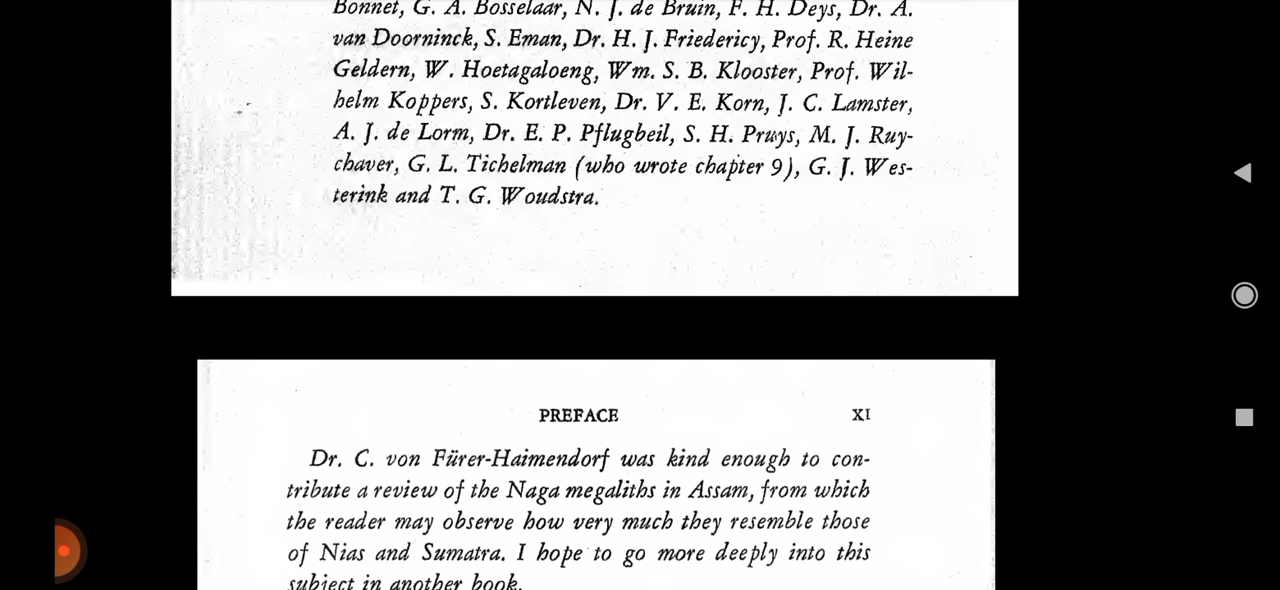 Bonnet, G. A. Bosselaar, N. J. de Bruin, F. H. Deys, Dr. A.
van Doorninck, S. Eman, Dr. H. J. Friedericy, Prof. R. Heine
Geldern, W. Hoetagaloeng, Wm. S. B. Klooster, Prof. Wil-
helm Koppers, S. Kortleven, Dr. V. E. Korn, J. C. Lamster,
A. J. de Lorm, Dr. E. P. Pflugbeil, S. H. Pruys, M. J. Ruy-
chaver, G. L. Tichelman (who wrote chapter 9), G. J. Wes-
terink and T. G. Woudstra.
PREFACE XI
Dr. C. von Fürer-Haimendorf was kind enough to con-
tribute a review of the Naga megaliths in Assam, from which
the reader may observe how very much they resemble those
of Nias and Sumatra. I hope to go more deeply into this
subject in another book.